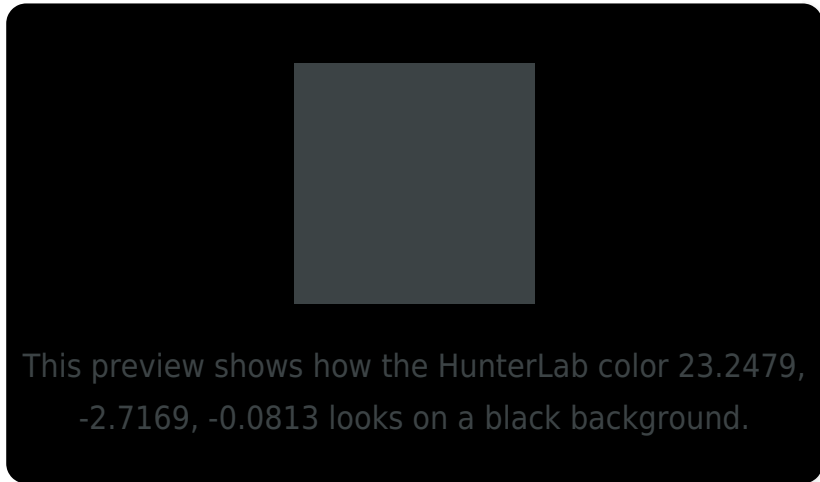 This preview shows how the HunterLab color 23.2479,
-2.7169, -0.0813 looks on a black background.